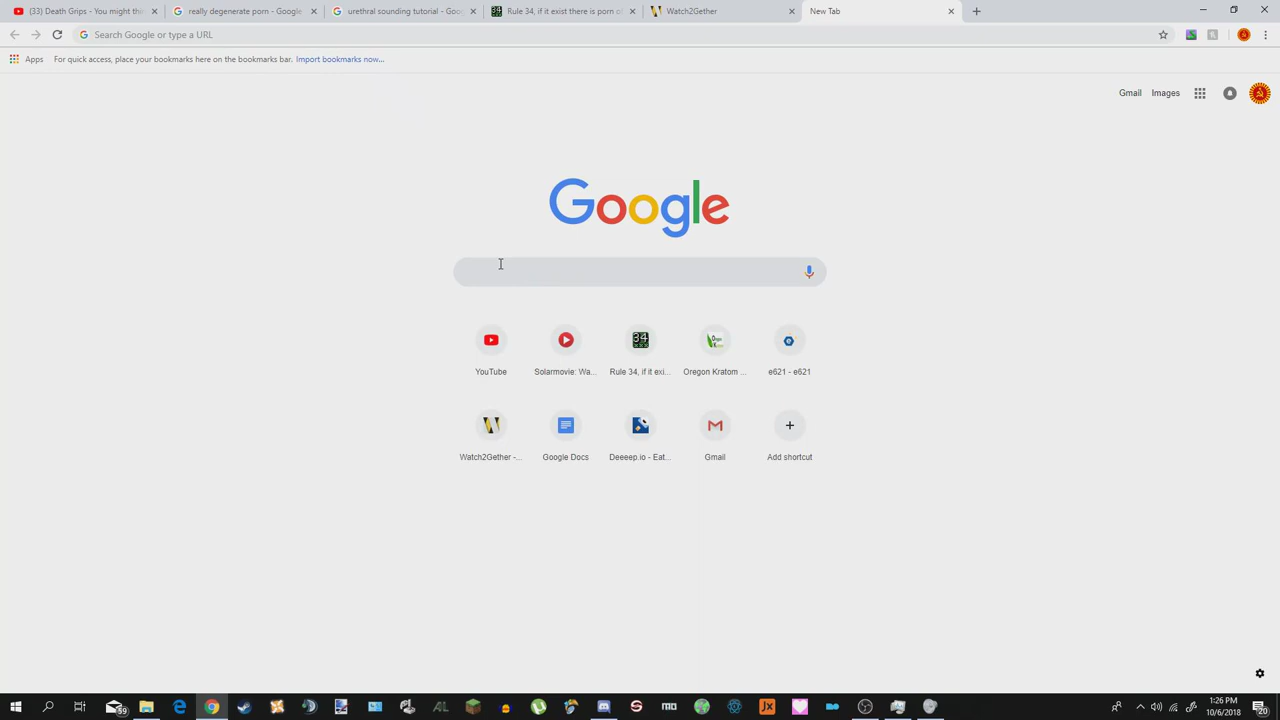 (33) Death Grips - You might thin
really degenerate porn - Google
urethral sounding tutorial - Goo
Rule 34, if it exist there is porn o
Watch2Gether
New Tab
Search Google or type a URL
Apps
For quick access, place your bookmarks here on the bookmarks bar. Import bookmarks now...
Gmail
Images
Google
YouTube
Solarmovie: Wa...
Rule 34, if it exi...
Oregon Kratom ...
e621 - e621
Watch2Gether -...
Google Docs
Deeeep.io - Eat...
Gmail
Add shortcut
1:26 PM
10/6/2018